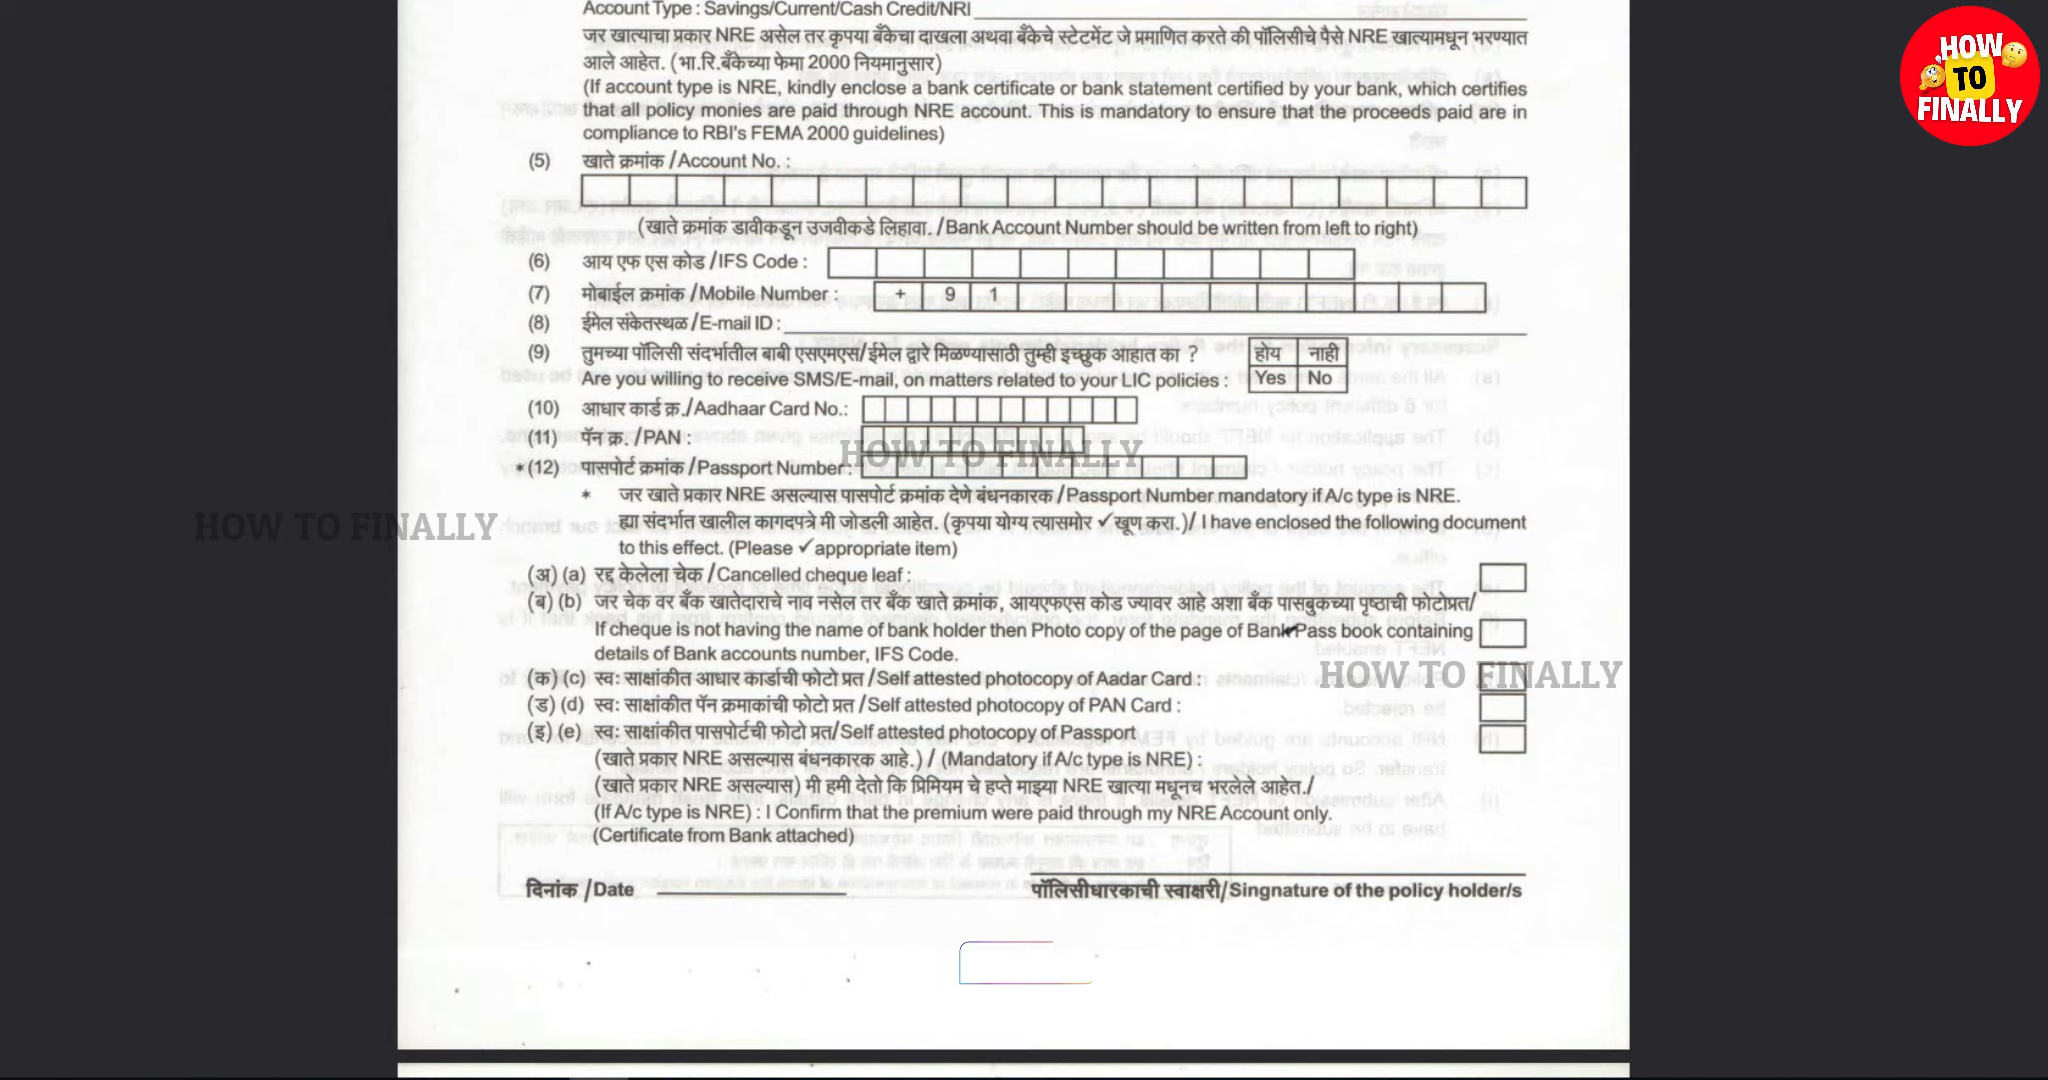 Account Type : Savings/Current/Cash Credit/NRI
जर खात्याचा प्रकार NRE असेल तर कृपया बँकेचा दाखला अथवा बँकेचे स्टेटमेंट जे प्रमाणित करते की पॉलिसीचे पैसे NRE खात्यामधून भरण्यात
आले आहेत. (भा.रि.बँकेच्या फेमा 2000 नियमानुसार)
(If account type is NRE, kindly enclose a bank certificate or bank statement certified by your bank, which certifies
that all policy monies are paid through NRE account. This is mandatory to ensure that the proceeds paid are in
compliance to RBI's FEMA 2000 guidelines)
(5) खाते क्रमांक / Account No. :
(खाते क्रमांक डावीकडून उजवीकडे लिहावा. / Bank Account Number should be written from left to right)
(6) आय एफ एस कोड / IFS Code :
(7) मोबाईल क्रमांक / Mobile Number : + 9 1
(8) ईमेल संकेतस्थळ / E-mail ID :
(9) तुमच्या पॉलिसी संदर्भातील बाबी एसएमएस/ईमेल द्वारे मिळण्यासाठी तुम्ही इच्छुक आहात का ? होय नाही
Are you willing to receive SMS/E-mail, on matters related to your LIC policies : Yes No
(10) आधार कार्ड क्र./Aadhaar Card No.:
(11) पॅन क्र. / PAN :
*(12) पासपोर्ट क्रमांक / Passport Number :
* जर खाते प्रकार NRE असल्यास पासपोर्ट क्रमांक देणे बंधनकारक / Passport Number mandatory if A/c type is NRE.
ह्या संदर्भात खालील कागदपत्रे मी जोडली आहेत. (कृपया योग्य त्यासमोर ✓ खूण करा.)/ I have enclosed the following document
to this effect. (Please ✓ appropriate item)
(अ) (a) रद्द केलेला चेक / Cancelled cheque leaf :
(ब) (b) जर चेक वर बँक खातेदाराचे नाव नसेल तर बँक खाते क्रमांक, आयएफएस कोड ज्यावर आहे अशा बँक पासबुकच्या पृष्ठाची फोटोप्रत/
If cheque is not having the name of bank holder then Photo copy of the page of Bank Pass book containing
details of Bank accounts number, IFS Code.
(क) (c) स्व: साक्षांकीत आधार कार्डाची फोटो प्रत / Self attested photocopy of Aadar Card :
(ड) (d) स्व: साक्षांकीत पॅन क्रमाकांची फोटो प्रत / Self attested photocopy of PAN Card :
(इ) (e) स्व: साक्षांकीत पासपोर्टची फोटो प्रत/ Self attested photocopy of Passport
(खाते प्रकार NRE असल्यास बंधनकारक आहे.) / (Mandatory if A/c type is NRE) :
(खाते प्रकार NRE असल्यास) मी हमी देतो कि प्रिमियम चे हप्ते माझ्या NRE खात्या मधूनच भरलेले आहेत./
(If A/c type is NRE) : I Confirm that the premium were paid through my NRE Account only.
(Certificate from Bank attached)
दिनांक / Date
पॉलिसीधारकाची स्वाक्षरी/ Singnature of the policy holder/s
HOW TO FINALLY
HOW TO FINALLY
HOW TO FINALLY
HOW
TO
FINALLY